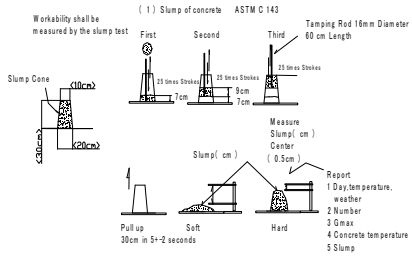 ( 1 ) Slump of concrete ASTM C 143
Workability shall be
measured by the slump test
First
Second
Third
Tamping Rod 16mm Diameter
60 cm Length
Slump Cone
<10cm>
<30cm>
<20cm>
25 times Strokes
25 times Strokes
25 times Strokes
7cm
9cm
7cm
Measure
Slump( cm )
Center
( 0.5cm )
Slump( cm )
Report
1 Day,temperature,
weather
2 Number
3 Gmax
4 Concrete temperature
5 Slump
Pull up
30cm in 5+-2 seconds
Soft
Hard